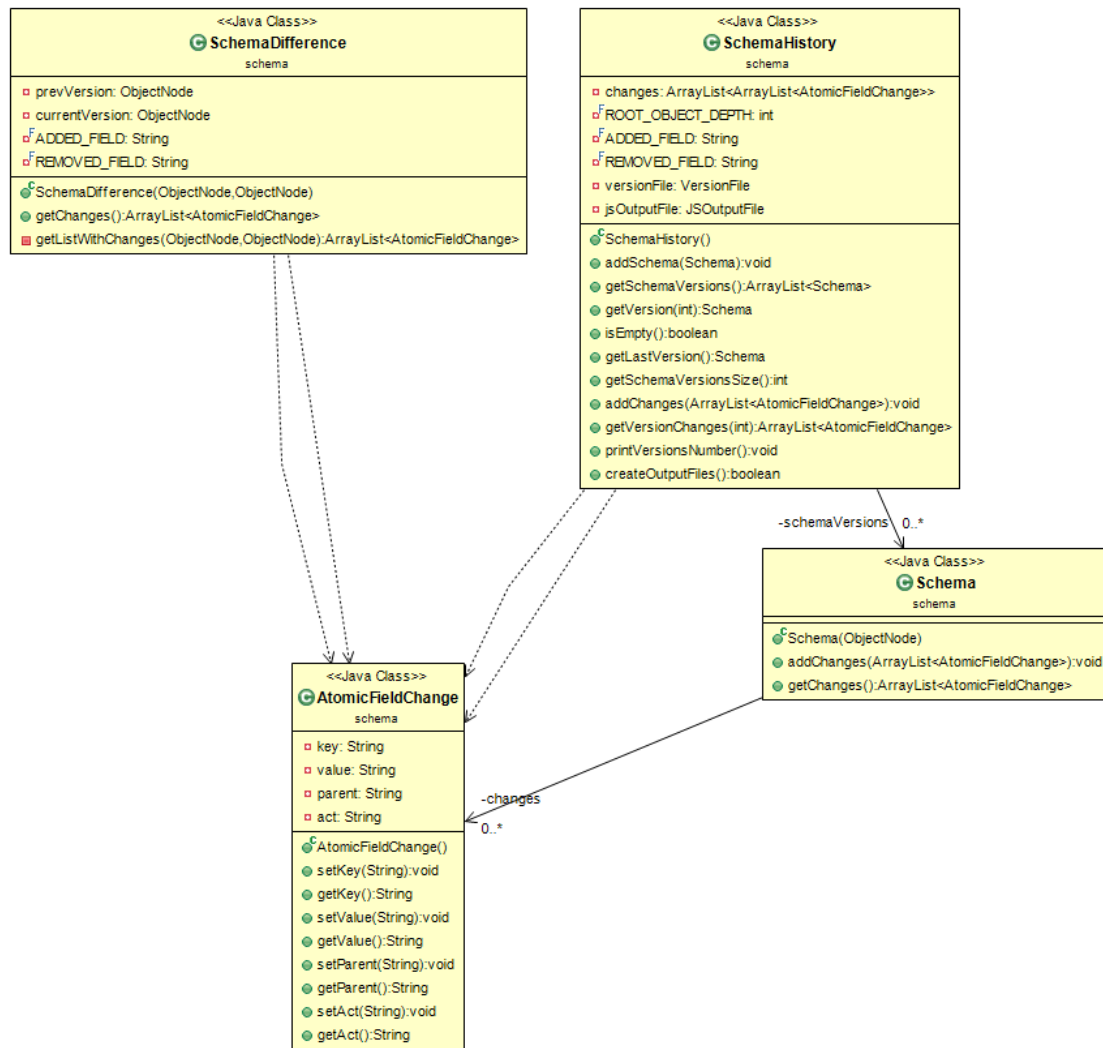 <<Java Class>>
SchemaDifference
schema
prevVersion: ObjectNode
currentVersion: ObjectNode
ADDED_FIELD: String
REMOVED_FIELD: String
SchemaDifference(ObjectNode,ObjectNode)
getChanges():ArrayList<AtomicFieldChange>
getListWithChanges(ObjectNode,ObjectNode):ArrayList<AtomicFieldChange>
<<Java Class>>
SchemaHistory
schema
changes: ArrayList<ArrayList<AtomicFieldChange>>
ROOT_OBJECT_DEPTH: int
ADDED_FIELD: String
REMOVED_FIELD: String
versionFile: VersionFile
jsOutputFile: JSOutputFile
SchemaHistory()
addSchema(Schema):void
getSchemaVersions():ArrayList<Schema>
getVersion(int):Schema
isEmpty():boolean
getLastVersion():Schema
getSchemaVersionsSize():int
addChanges(ArrayList<AtomicFieldChange>):void
getVersionChanges(int):ArrayList<AtomicFieldChange>
printVersionsNumber():void
createOutputFiles():boolean
-schemaVersions 0..*
<<Java Class>>
Schema
schema
Schema(ObjectNode)
addChanges(ArrayList<AtomicFieldChange>):void
getChanges():ArrayList<AtomicFieldChange>
-changes
0..*
<<Java Class>>
AtomicFieldChange
schema
key: String
value: String
parent: String
act: String
AtomicFieldChange()
setKey(String):void
getKey():String
setValue(String):void
getValue():String
setParent(String):void
getParent():String
setAct(String):void
getAct():String